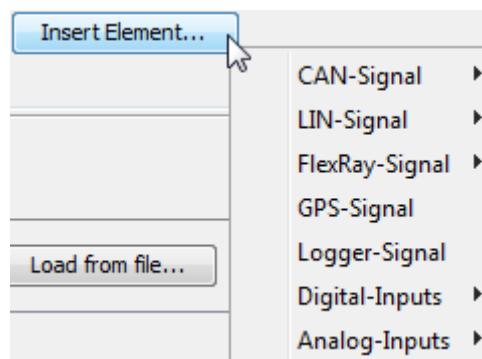 Insert Element...
CAN-Signal
LIN-Signal
FlexRay-Signal
GPS-Signal
Logger-Signal
Load from file...
Digital-Inputs
Analog-Inputs